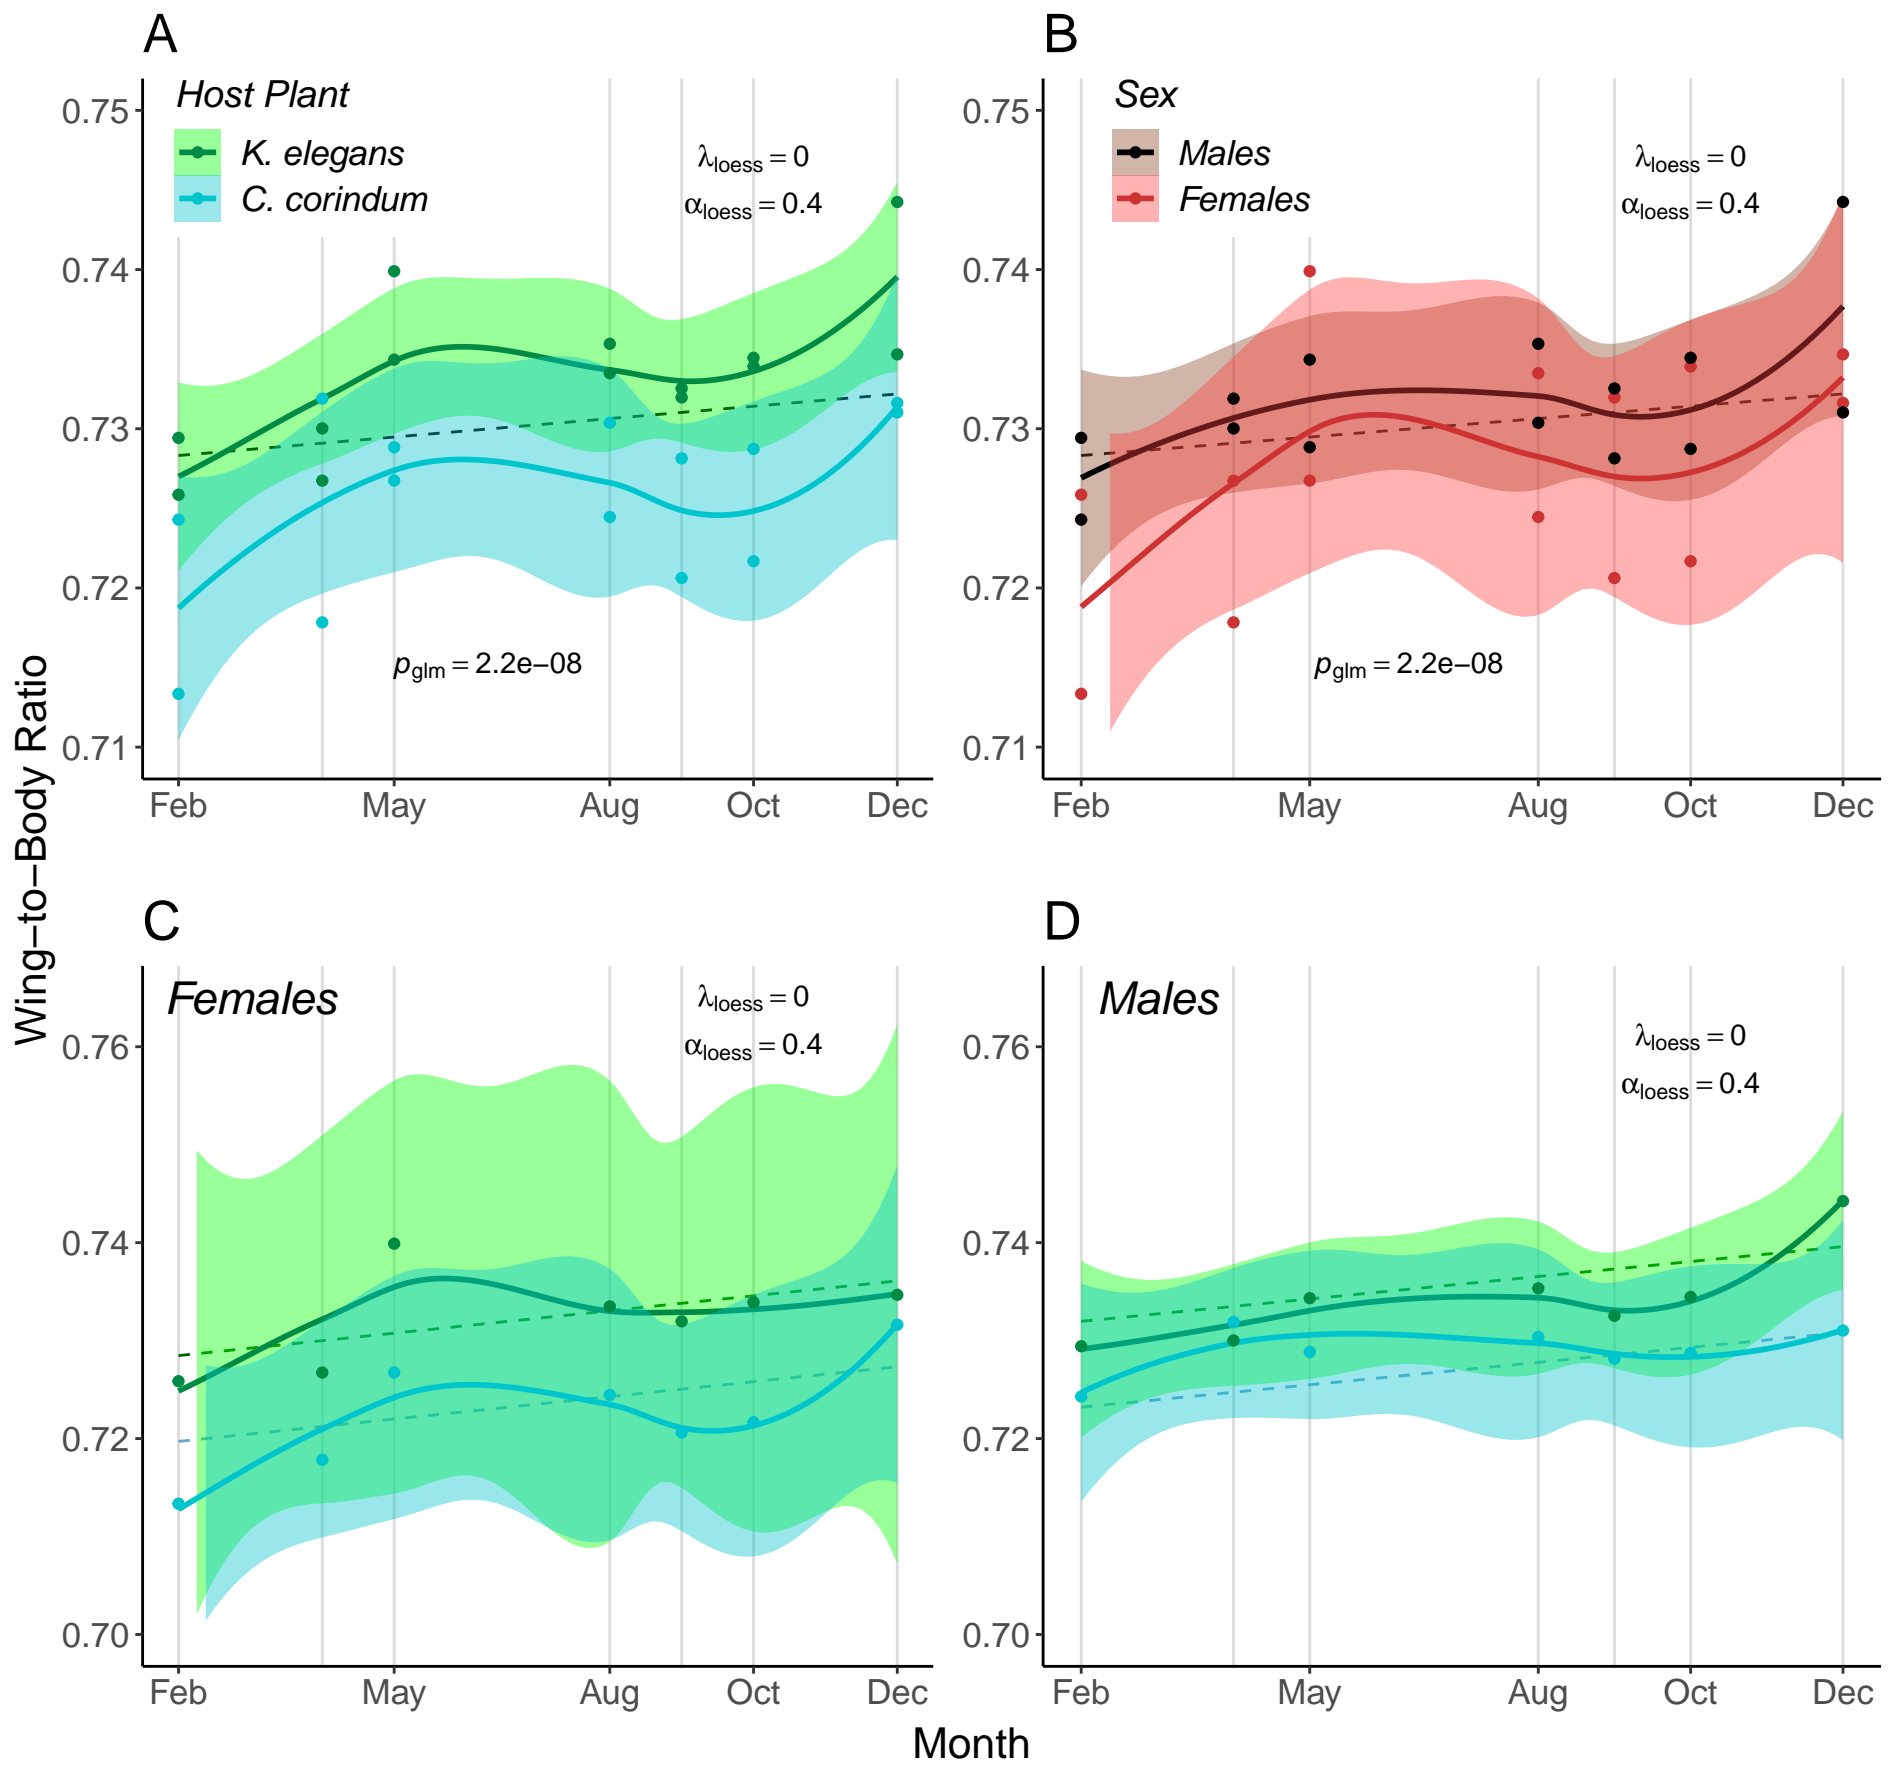 A
Host Plant
K. elegans
C. corindum
λloess = 0
αloess = 0.4
pglm = 2.2e−08
0.75
0.74
0.73
0.72
0.71
Feb May Aug Oct Dec
B
Sex
Males
Females
λloess = 0
αloess = 0.4
pglm = 2.2e−08
0.75
0.74
0.73
0.72
0.71
Feb May Aug Oct Dec
Wing−to−Body Ratio
C
Females
λloess = 0
αloess = 0.4
0.76
0.74
0.72
0.70
Feb May Aug Oct Dec
D
Males
λloess = 0
αloess = 0.4
0.76
0.74
0.72
0.70
Feb May Aug Oct Dec
Month